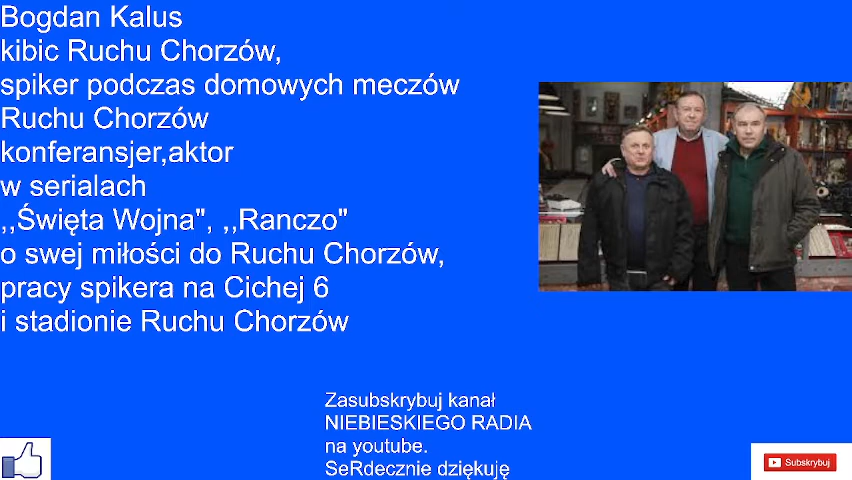 Bogdan Kalus
kibic Ruchu Chorzów,
spiker podczas domowych meczów
Ruchu Chorzów
konferansjer,aktor
w serialach
,,Święta Wojna", ,,Ranczo"
o swej miłości do Ruchu Chorzów,
pracy spikera na Cichej 6
i stadionie Ruchu Chorzów
Zasubskrybuj kanał
NIEBIESKIEGO RADIA
na youtube.
SeRdecznie dziękuję
Subskrybuj